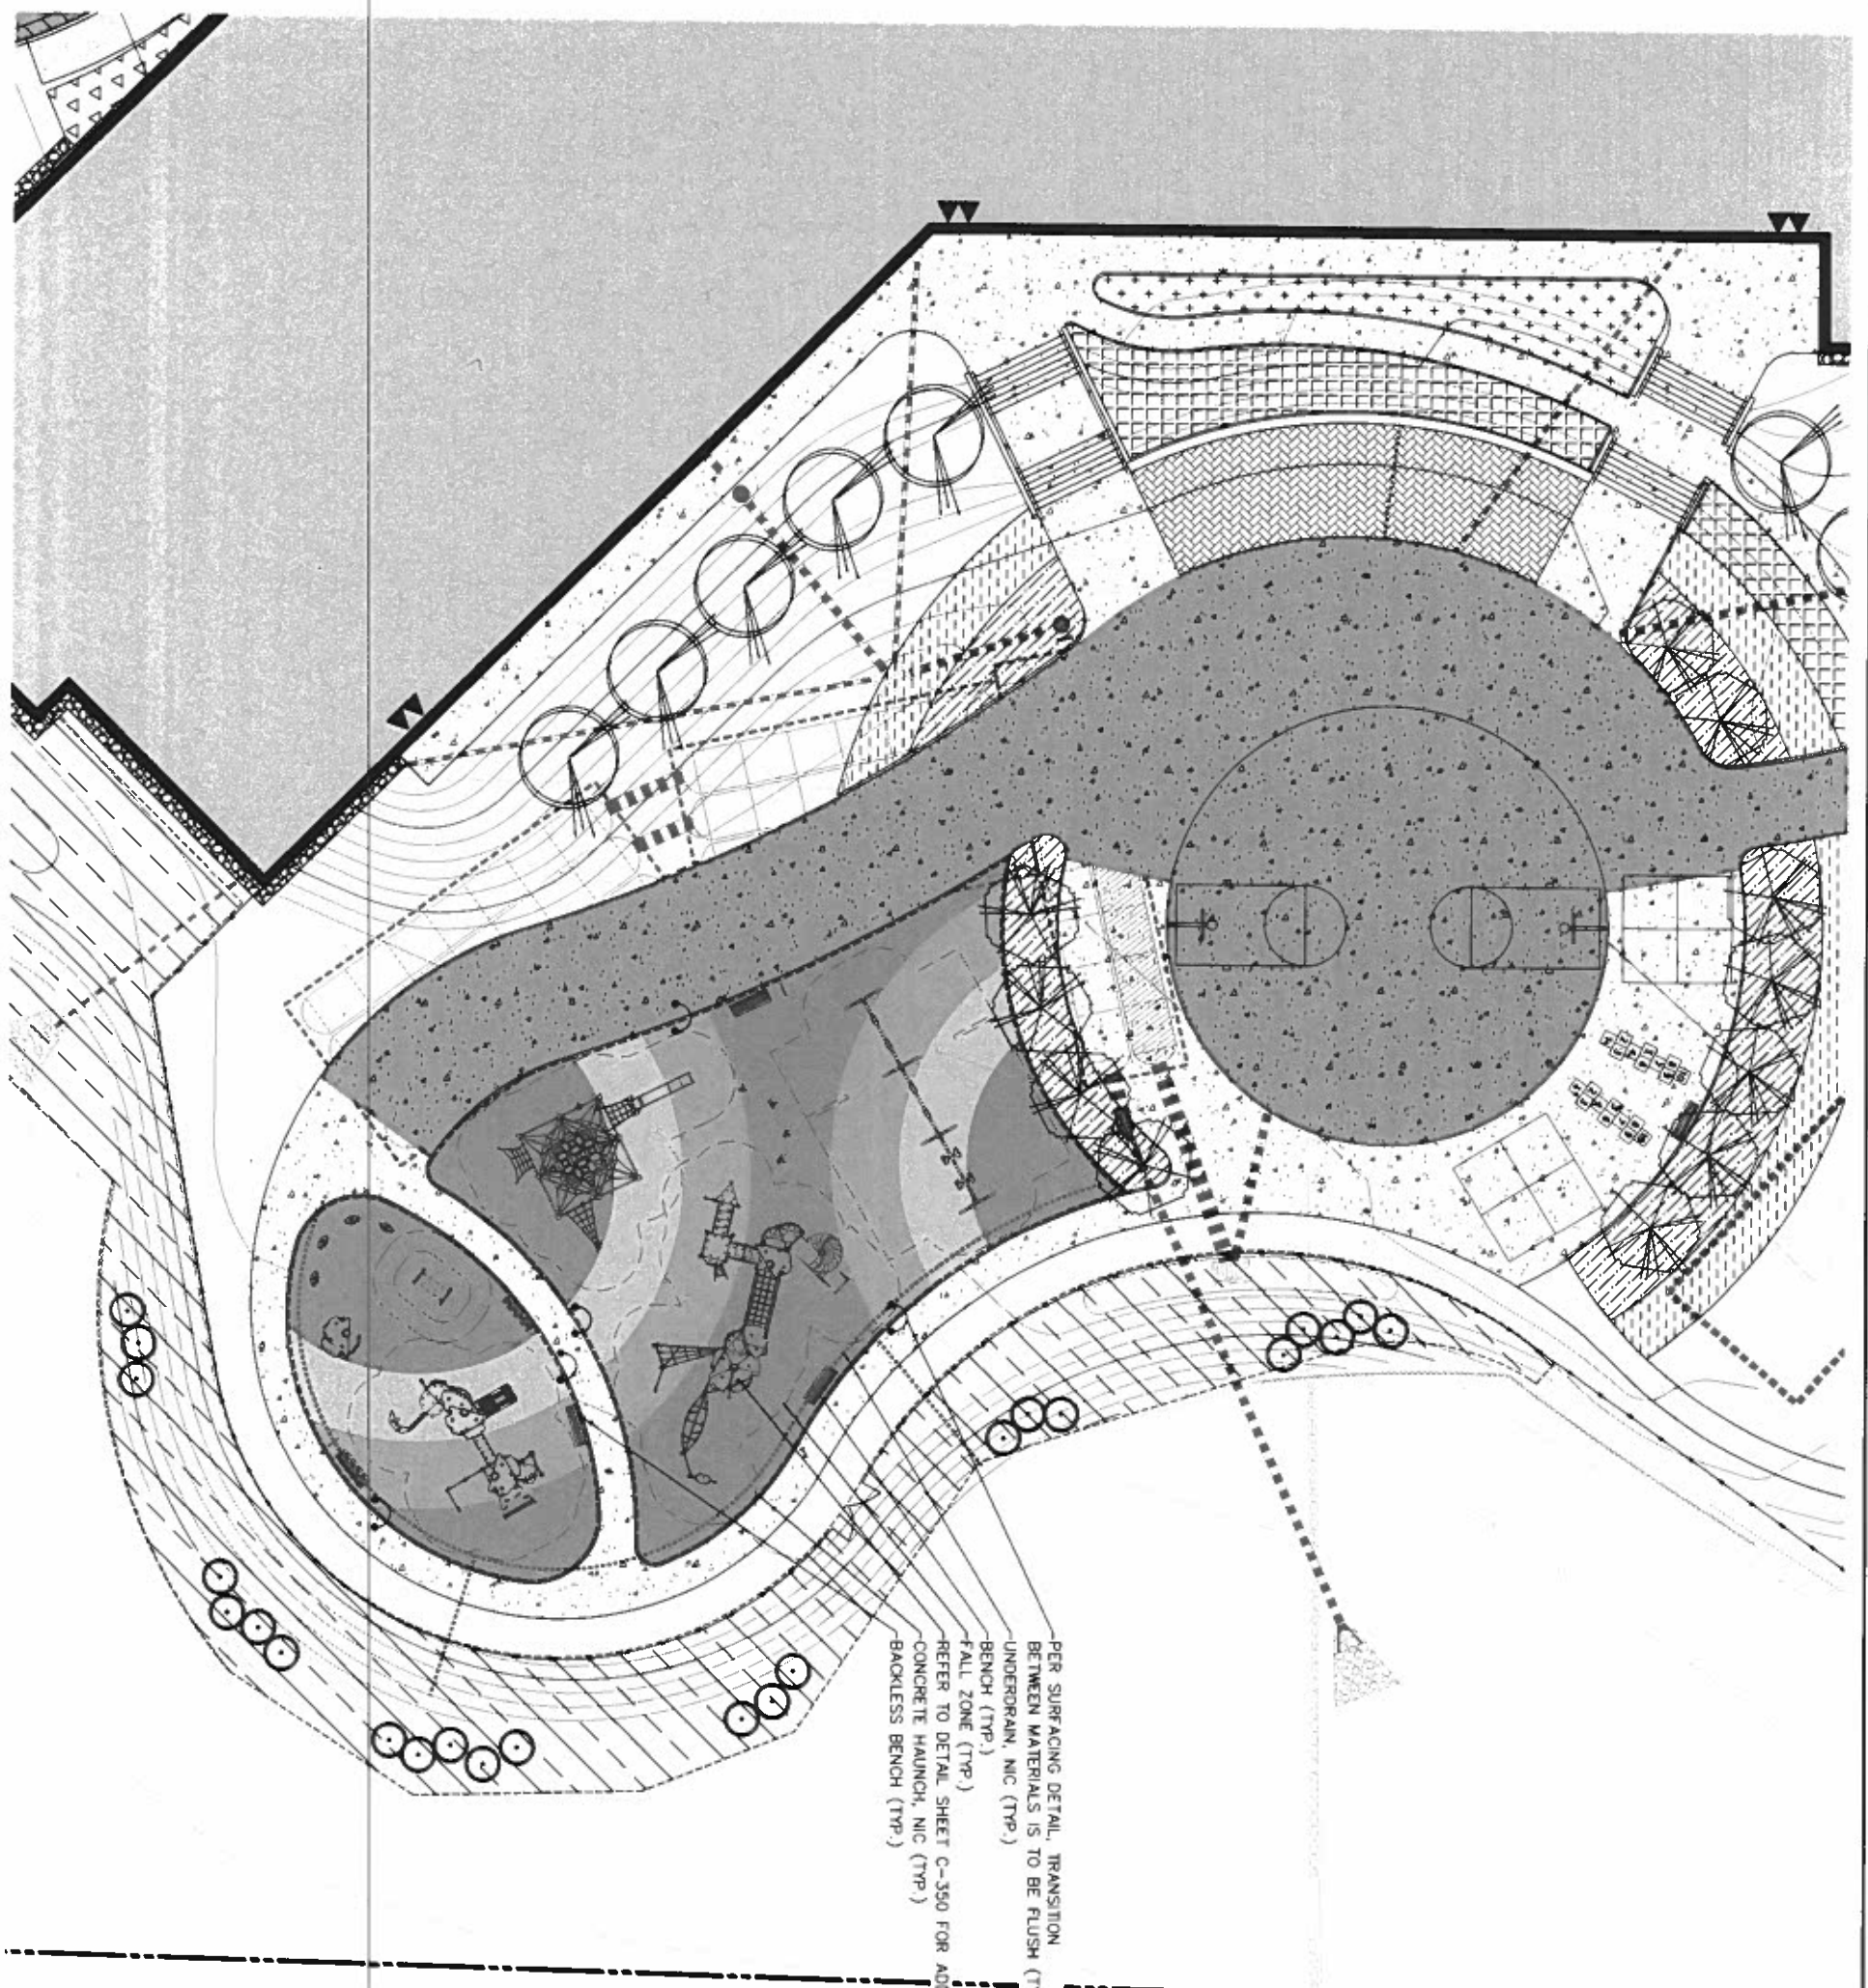 PER SURFACING DETAIL, TRANSITION
BETWEEN MATERIALS IS TO BE FLUSH
UNDERDRAIN, NIC (TYP.)
BENCH (TYP.)
FALL ZONE (TYP.)
REFER TO DETAIL SHEET C-350 FOR
CONCRETE HAUNCH, NIC (TYP.)
BACKLESS BENCH (TYP.)